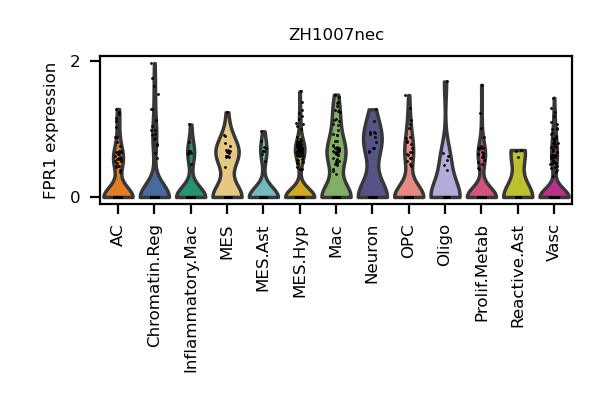 ZH1007nec
FPR1 expression
2
0
AC
Chromatin.Reg
Inflammatory.Mac
MES
MES.Ast
MES.Hyp
Mac
Neuron
OPC
Oligo
Prolif.Metab
Reactive.Ast
Vasc